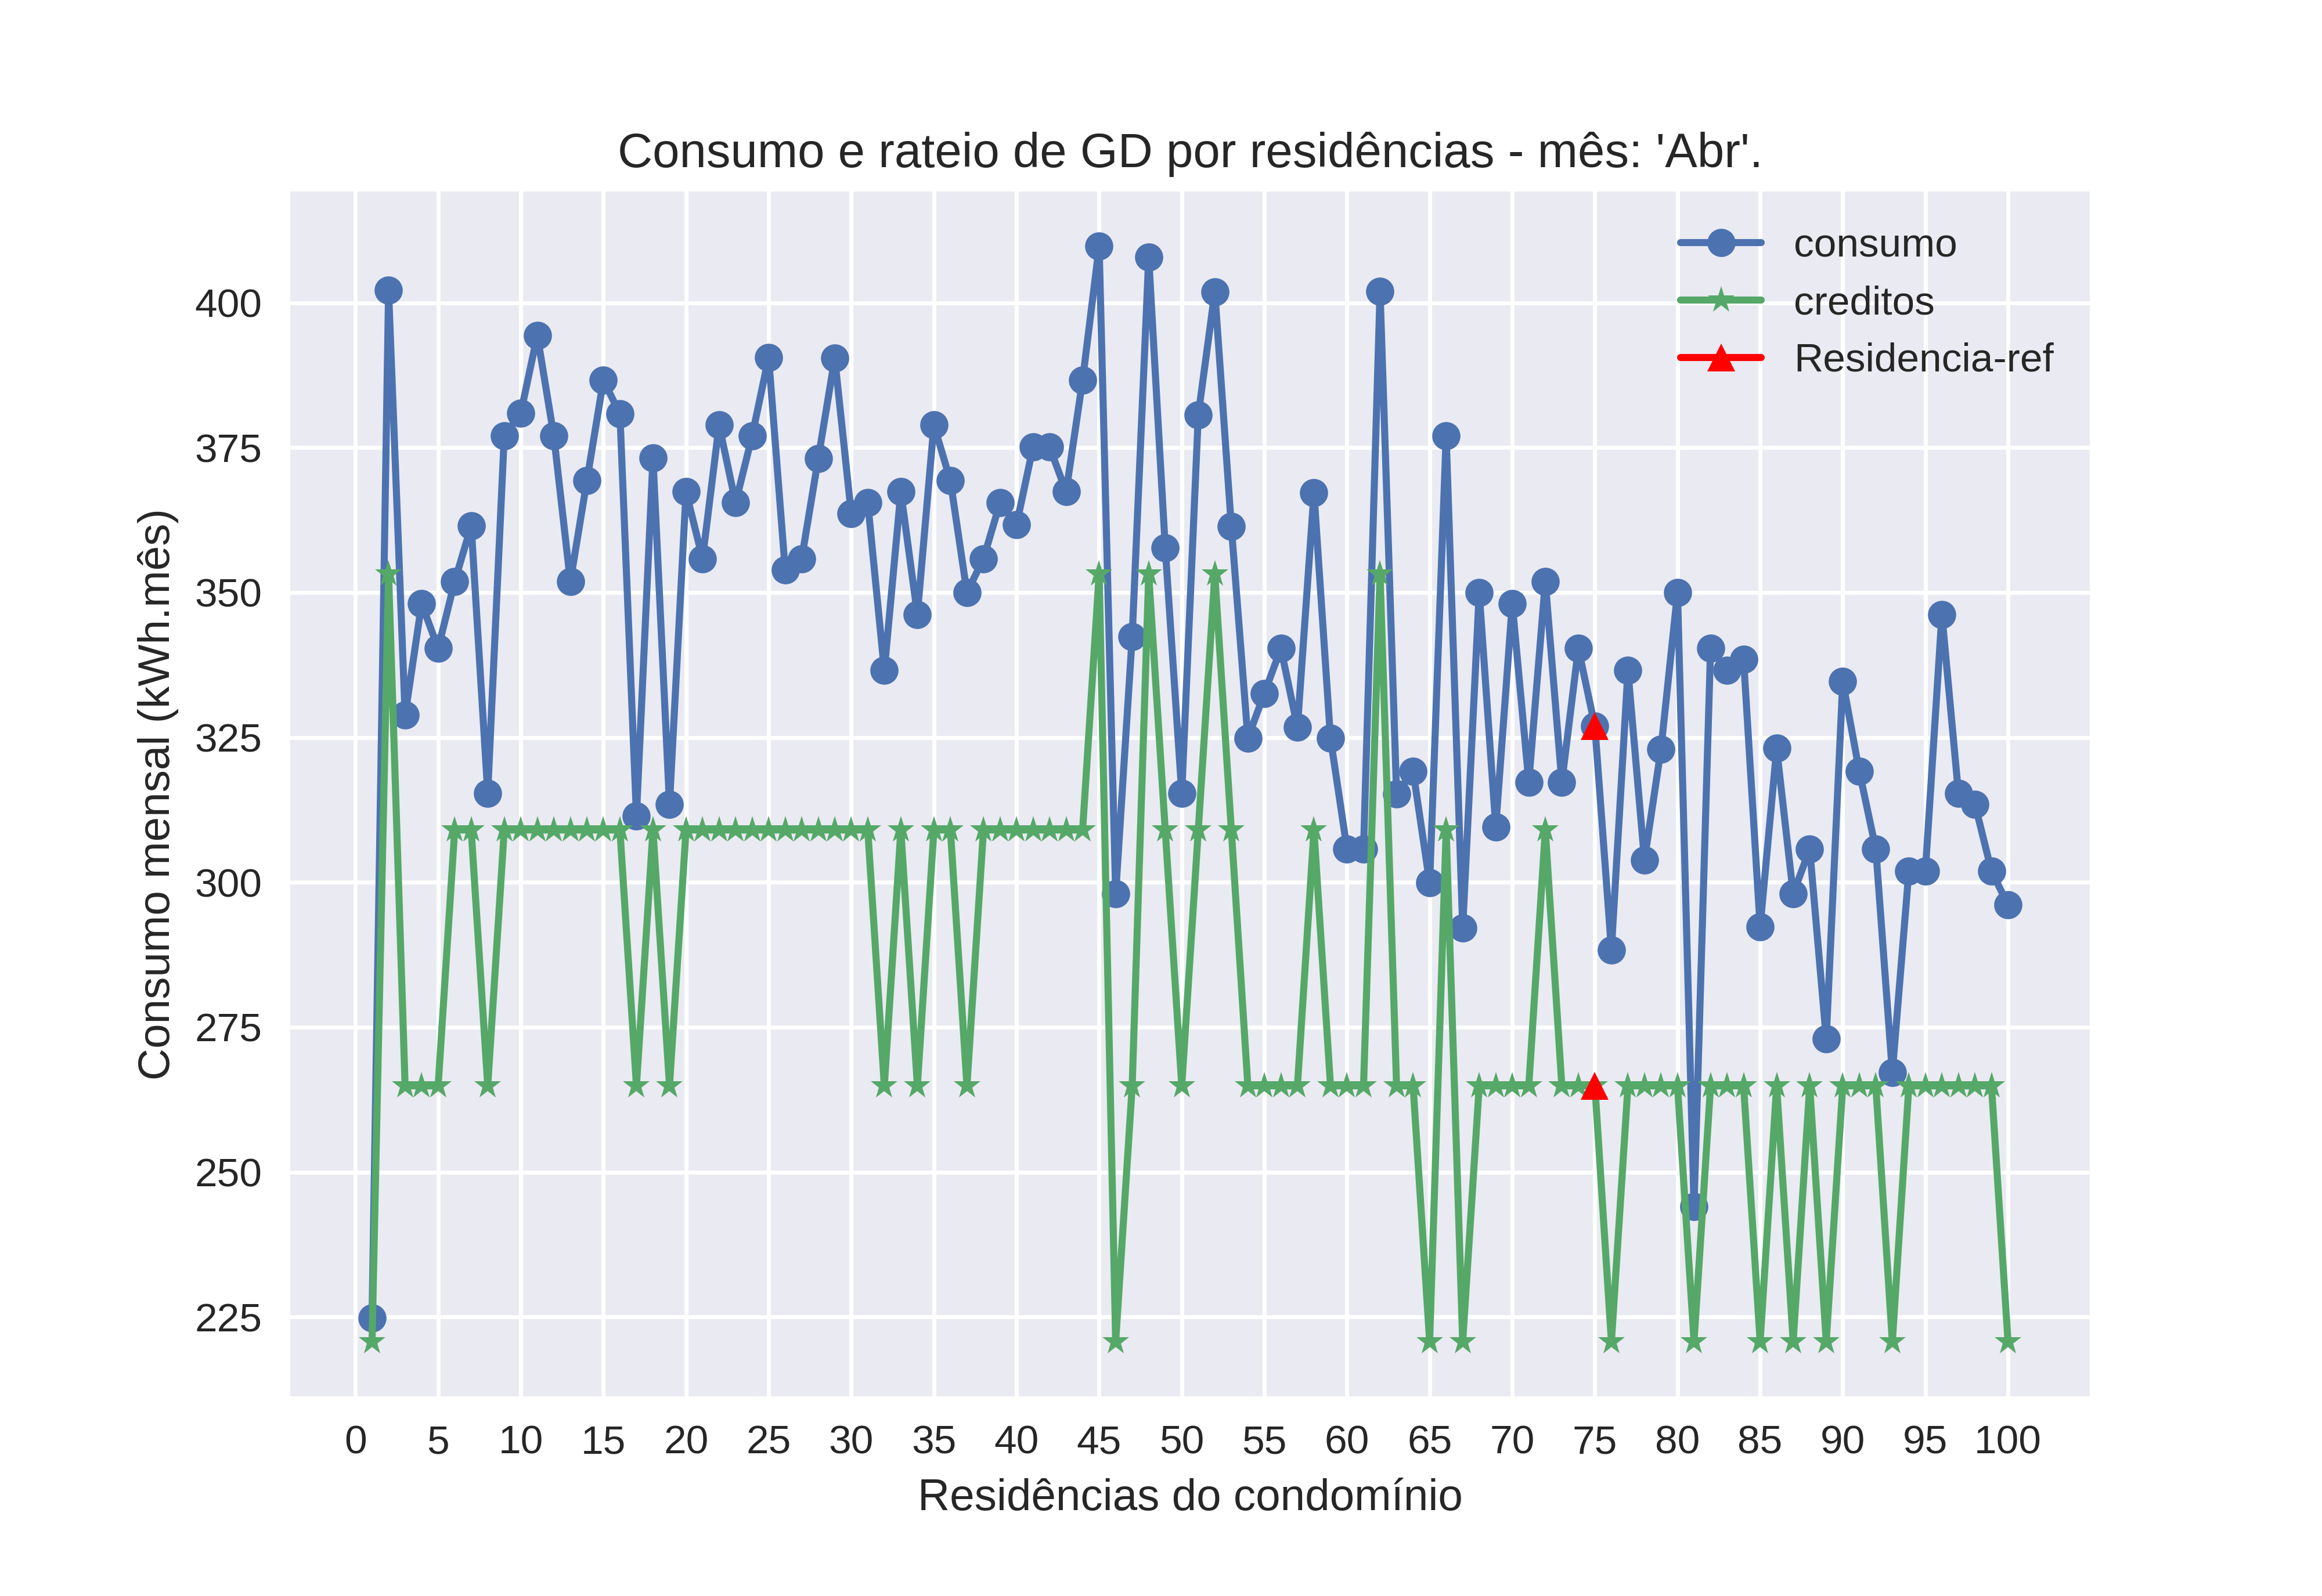 Consumo e rateio de GD por residências - mês: 'Abr'.
consumo
creditos
Residencia-ref
Consumo mensal (kWh.mês)
400
375
350
325
300
275
250
225
0 5 10 15 20 25 30 35 40 45 50 55 60 65 70 75 80 85 90 95 100
Residências do condomínio